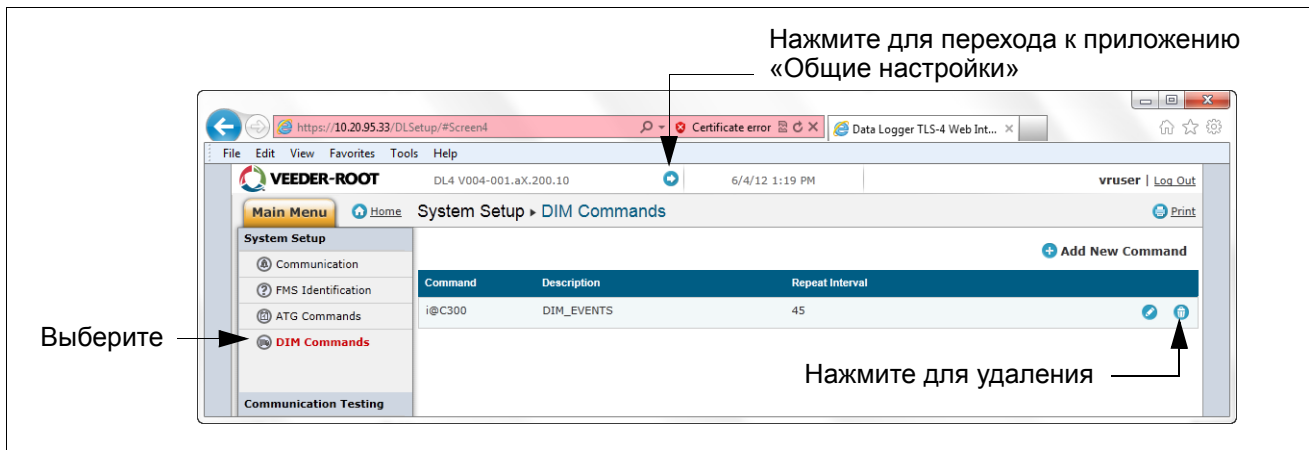 Нажмите для перехода к приложению
«Общие настройки»
https://10.20.95.33/DLSetup/#Screen4
Certificate error
Data Logger TLS-4 Web Int...
File Edit View Favorites Tools Help
VEEDER-ROOT
DL4 V004-001.aX.200.10
6/4/12 1:19 PM
vruser | Log Out
Main Menu
Home
System Setup ▸ DIM Commands
Print
System Setup
Add New Command
Communication
FMS Identification
ATG Commands
DIM Commands
Communication Testing
Command Description Repeat Interval
i@C300 DIM_EVENTS 45
Выберите
Нажмите для удаления